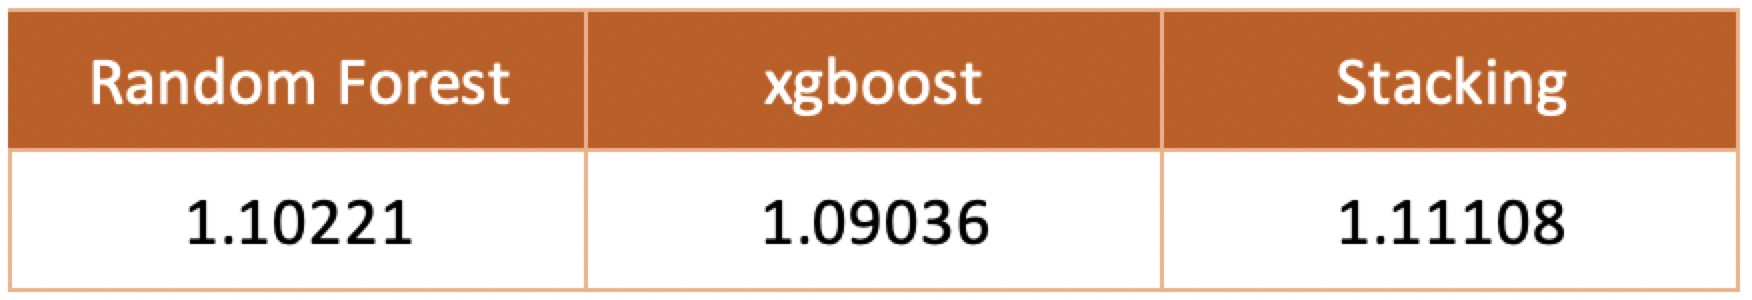 Random Forest xgboost Stacking
1.10221 1.09036 1.11108